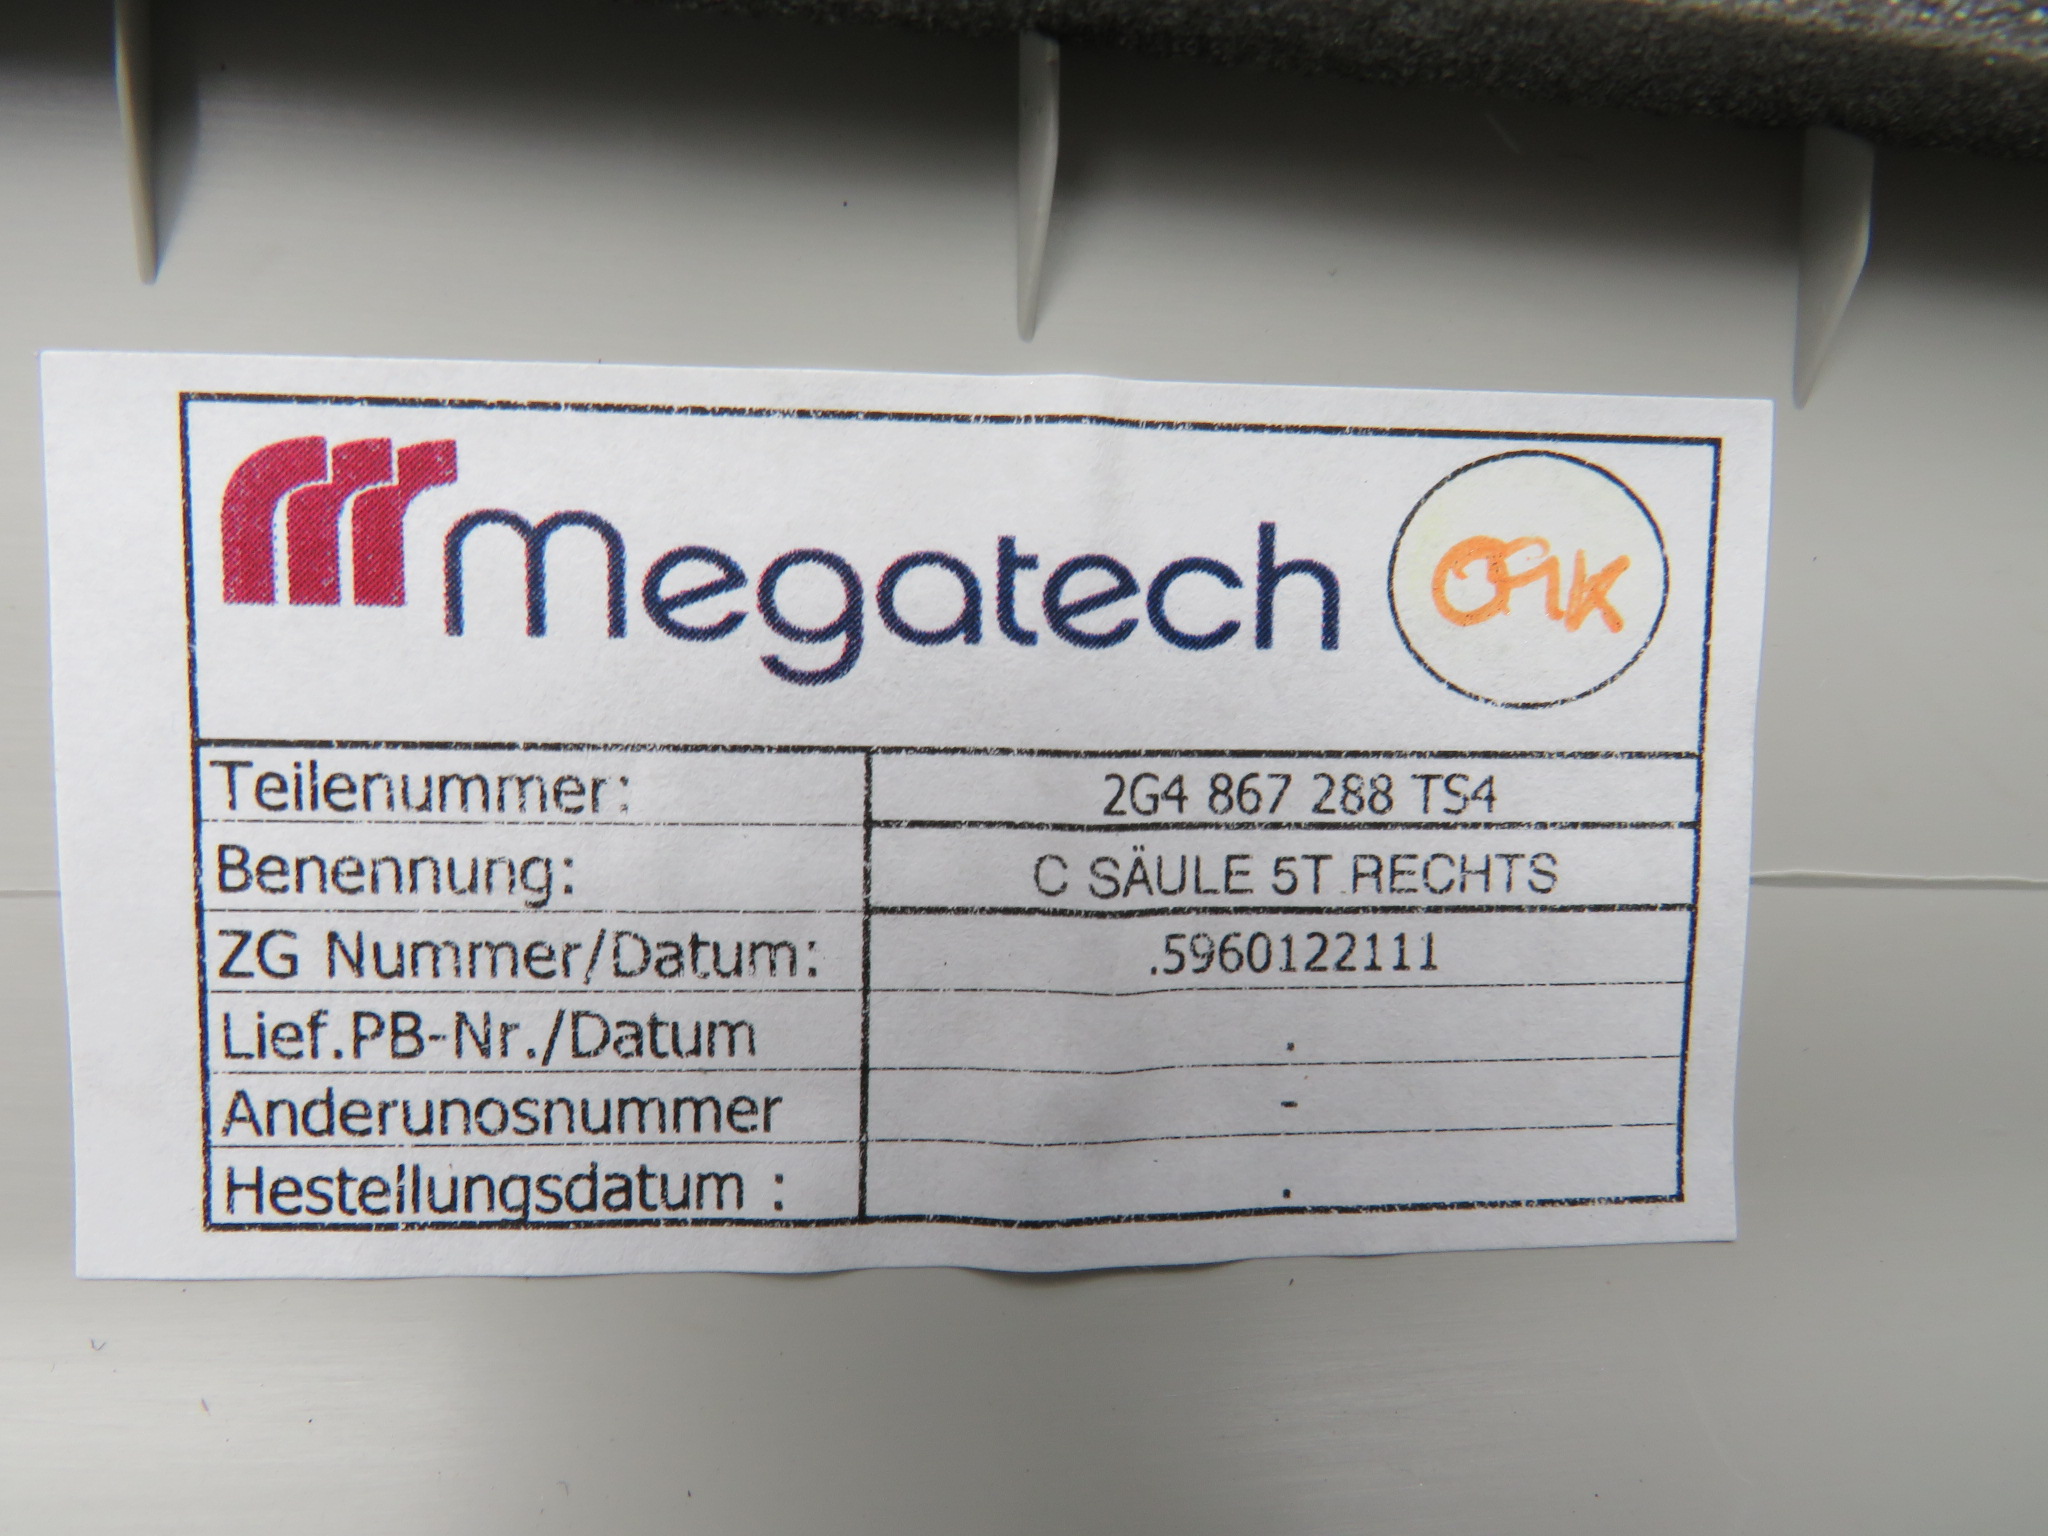 megatech
Teilenummer: 2G4 867 288 TS4
Benennung: C SÄULE 5T RECHTS
ZG Nummer/Datum: .5960122111
Lief.PB-Nr./Datum .
Anderunosnummer -
Hestellungsdatum : .